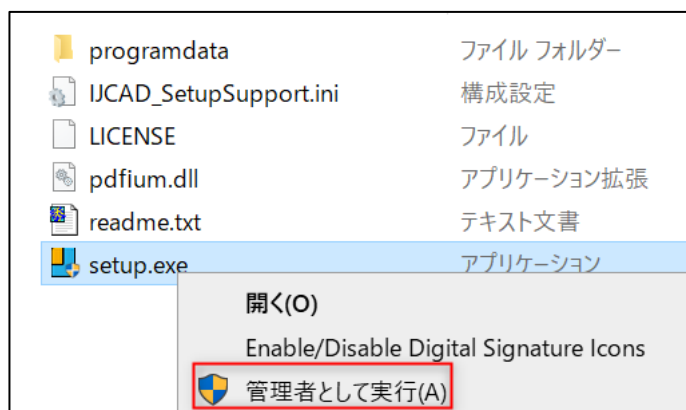 programdata ファイル フォルダー
IJCAD_SetupSupport.ini 構成設定
LICENSE ファイル
pdfium.dll アプリケーション拡張
readme.txt テキスト文書
setup.exe アプリケーション
開く(O)
Enable/Disable Digital Signature Icons
管理者として実行(A)